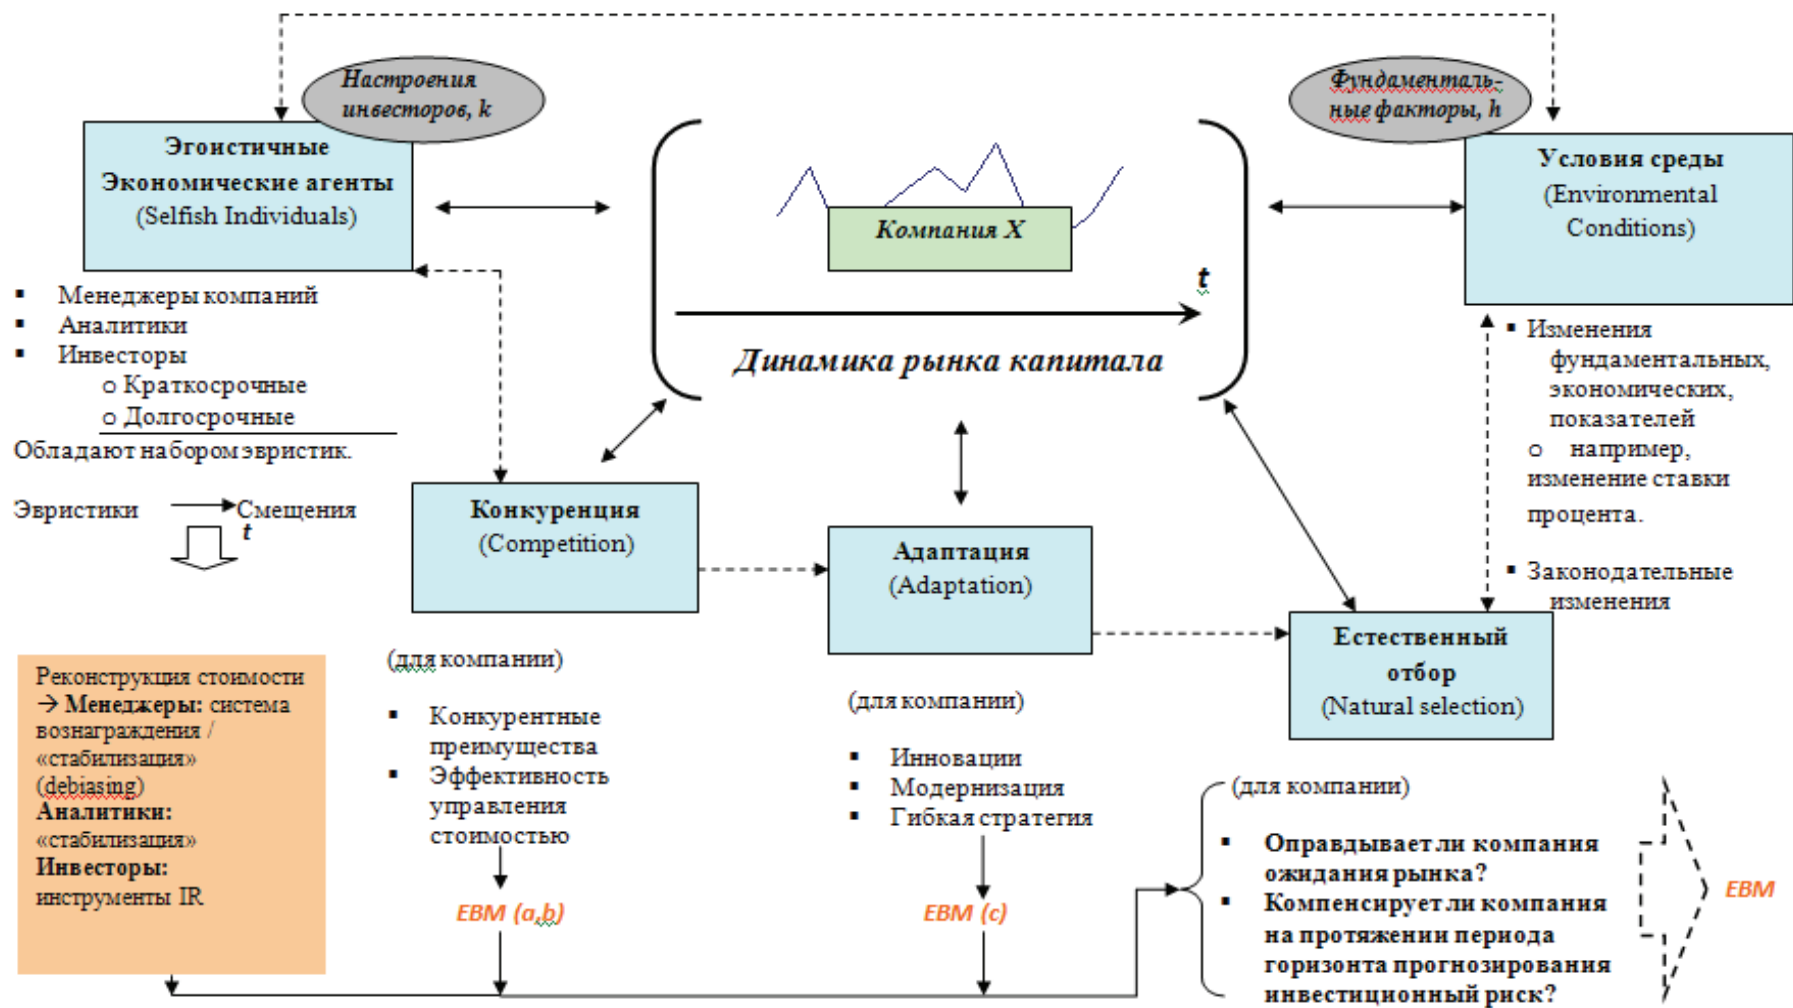 Настроения
инвесторов, k
Фундаменталь-
ные факторы, h
Эгоистичные
Экономические агенты
(Selfish Individuals)
Компания X
t
Динамика рынка капитала
Условия среды
(Environmental
Conditions)
▪ Менеджеры компаний
▪ Аналитики
▪ Инвесторы
o Краткосрочные
o Долгосрочные
Обладают набором эвристик.
Эвристики
Смещения
t
▪ Изменения
фундаментальных,
экономических,
показателей
o например,
изменение ставки
процента.
▪ Законодательные
изменения
Конкуренция
(Competition)
Адаптация
(Adaptation)
Естественный
отбор
(Natural selection)
Реконструкция стоимости
→ Менеджеры: система
вознаграждения /
«стабилизация»
(debiasing)
Аналитики:
«стабилизация»
Инвесторы:
инструменты IR
(для компании)
▪ Конкурентные
преимущества
▪ Эффективность
управления
стоимостью
EBM (a,b)
(для компании)
▪ Инновации
▪ Модернизация
▪ Гибкая стратегия
EBM (c)
(для компании)
▪ Оправдывает ли компания
ожидания рынка?
▪ Компенсирует ли компания
на протяжении периода
горизонта прогнозирования
инвестиционный риск?
EBM